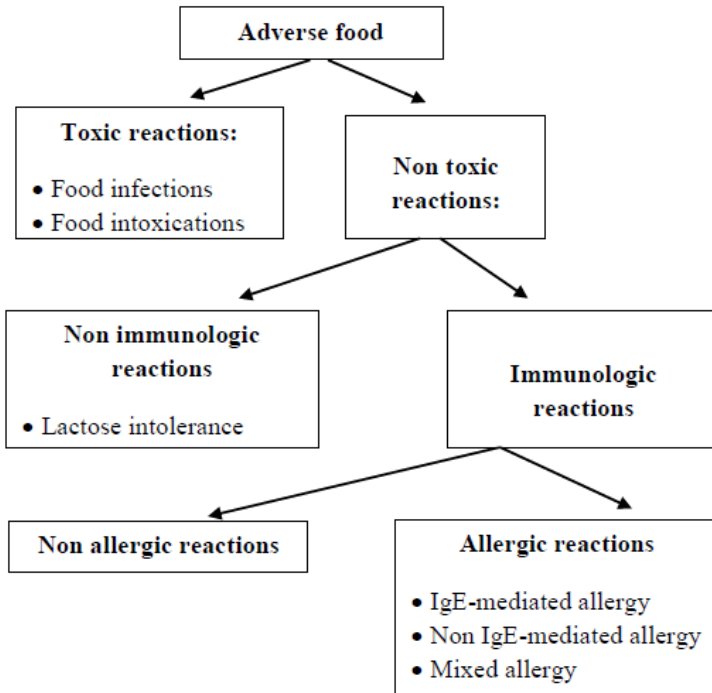 Adverse food
Toxic reactions:
• Food infections
• Food intoxications
Non toxic
reactions:
Non immunologic
reactions
• Lactose intolerance
Immunologic
reactions
Non allergic reactions
Allergic reactions
• IgE-mediated allergy
• Non IgE-mediated allergy
• Mixed allergy